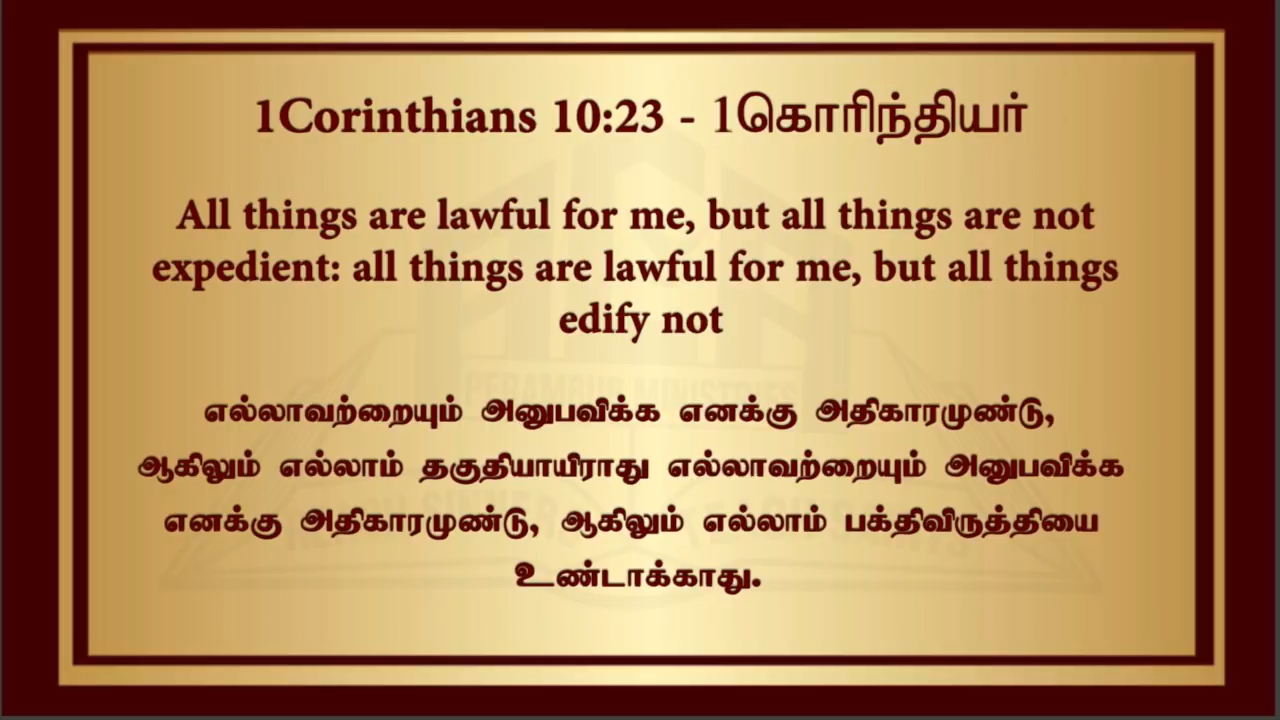 1Corinthians 10:23 - 1கொரிந்தியர்
All things are lawful for me, but all things are not
expedient: all things are lawful for me, but all things
edify not
எல்லாவற்றையும் அனுபவிக்க எனக்கு அதிகாரமுண்டு,
ஆகிலும் எல்லாம் தகுதியாயிராது எல்லாவற்றையும் அனுபவிக்க
எனக்கு அதிகாரமுண்டு, ஆகிலும் எல்லாம் பக்திவிருத்தியை
உண்டாக்காது.
PERAMBUR MINISTRIES